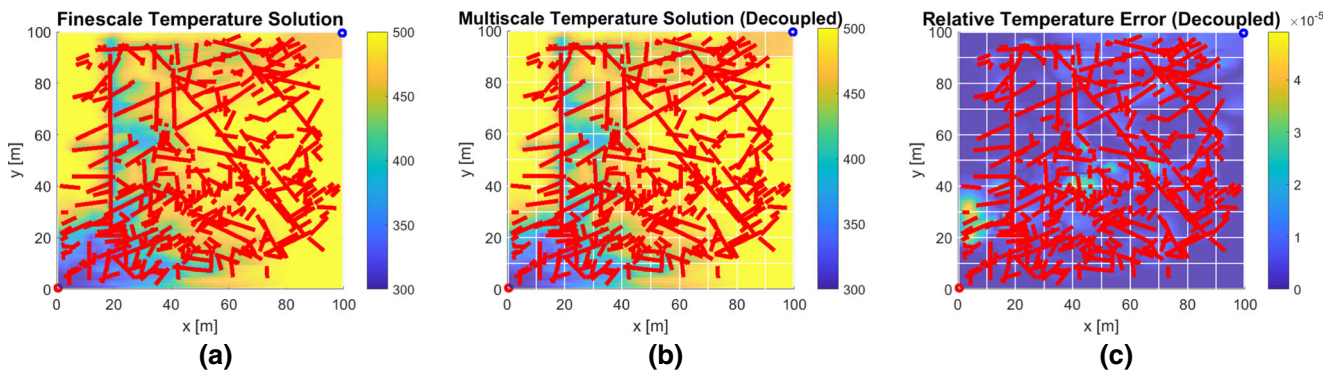 Finescale Temperature Solution
100
80
60
40
20
0
y [m]
0 20 40 60 80 100
x [m]
500
450
400
350
300
(a)
Multiscale Temperature Solution (Decoupled)
100
80
60
40
20
0
y [m]
0 20 40 60 80 100
x [m]
500
450
400
350
300
(b)
Relative Temperature Error (Decoupled)
×10⁻⁵
100
80
60
40
20
0
y [m]
0 20 40 60 80 100
x [m]
4
3
2
1
0
(c)